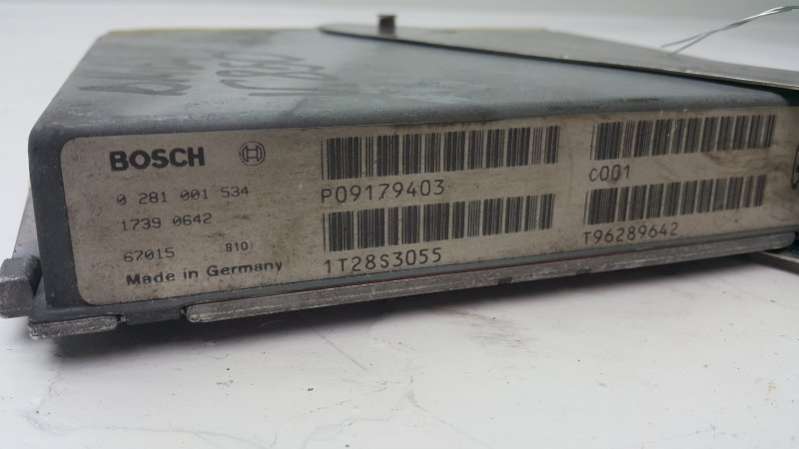 BOSCH
0 281 001 534
1739 0642
67015 810
Made in Germany
P09179403
1T28S3055
C001
T96289642